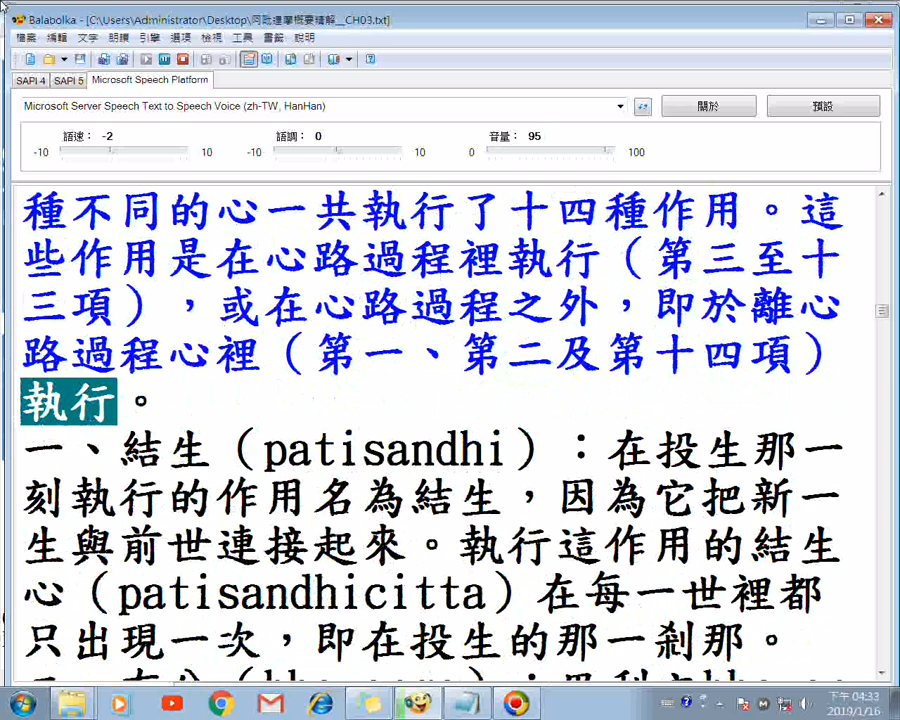 Balabolka - [C:\Users\Administrator\Desktop\阿毗達摩概要精解__CH03.txt]
檔案 編輯 文字 朗讀 引擎 選項 檢視 工具 書籤 說明
SAPI 4 SAPI 5 Microsoft Speech Platform
Microsoft Server Speech Text to Speech Voice (zh-TW, HanHan) 關於 預設
語速： -2 語調： 0 音量： 95
-10 10 -10 10 0 100
種不同的心一共執行了十四種作用。這
些作用是在心路過程裡執行（第三至十
三項），或在心路過程之外，即於離心
路過程心裡（第一、第二及第十四項）
執行。
一、結生（patisandhi）：在投生那一
刻執行的作用名為結生，因為它把新一
生與前世連接起來。執行這作用的結生
心（patisandhicitta）在每一世裡都
只出現一次，即在投生的那一剎那。
下午 04:33
2019/1/16